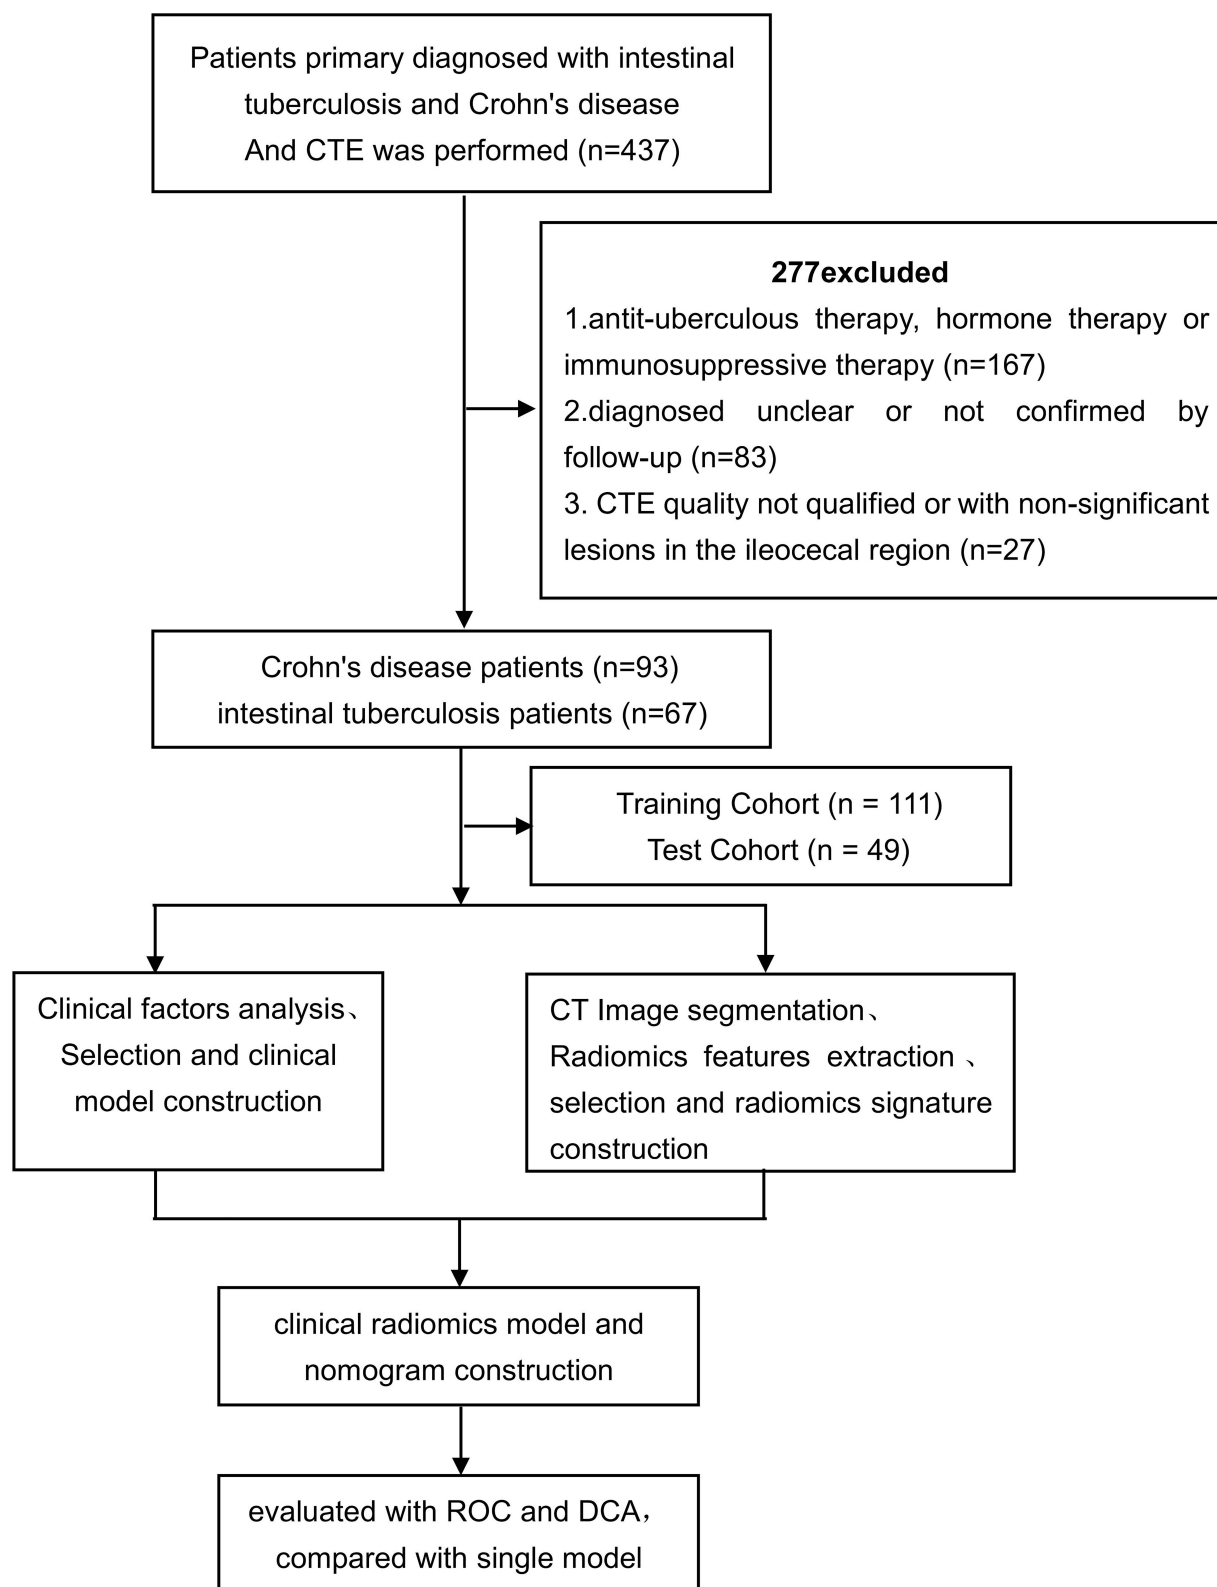 Patients primary diagnosed with intestinal
tuberculosis and Crohn's disease
And CTE was performed (n=437)
277excluded
1.antit-uberculous therapy, hormone therapy or
immunosuppressive therapy (n=167)
2.diagnosed unclear or not confirmed by
follow-up (n=83)
3. CTE quality not qualified or with non-significant
lesions in the ileocecal region (n=27)
Crohn's disease patients (n=93)
intestinal tuberculosis patients (n=67)
Training Cohort (n = 111)
Test Cohort (n = 49)
Clinical factors analysis、
Selection and clinical
model construction
CT Image segmentation、
Radiomics features extraction、
selection and radiomics signature
construction
clinical radiomics model and
nomogram construction
evaluated with ROC and DCA，
compared with single model